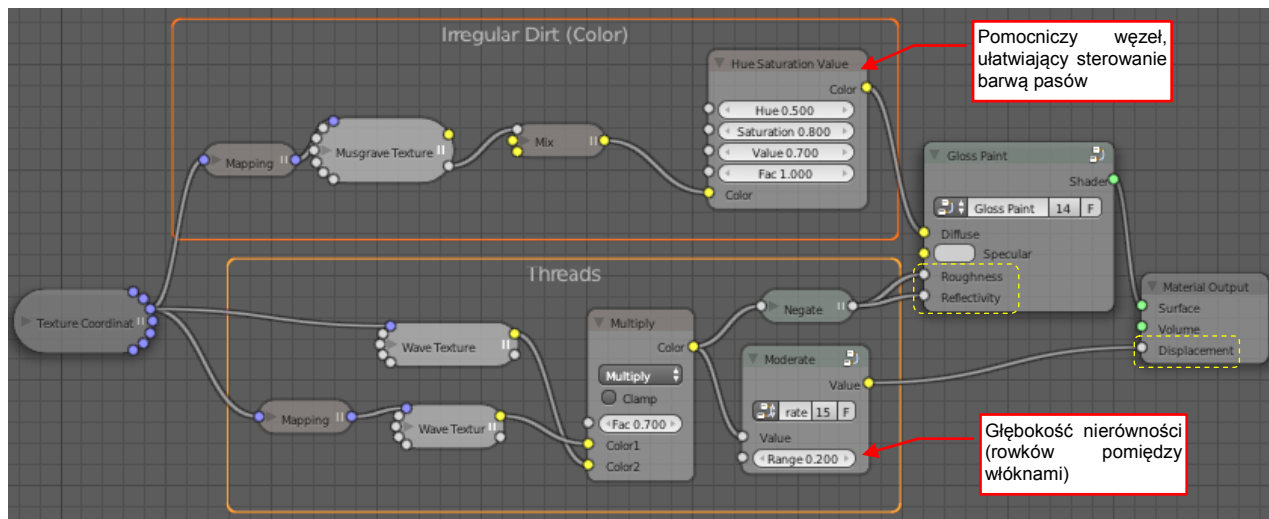 Irregular Dirt (Color)
Pomocniczy węzeł,
ułatwiający sterowanie
barwą pasów
Hue Saturation Value
Color
Hue 0.500
Saturation 0.800
Value 0.700
Fac 1.000
Color
Mapping
Musgrave Texture
Mix
Gloss Paint
Shader
Gloss Paint 14 F
Diffuse
Specular
Roughness
Reflectivity
Threads
Texture Coordinat
Wave Texture
Mapping
Wave Textur
Multiply
Color
Multiply
Clamp
Fac 0.700
Color1
Color2
Negate
Moderate
Value
rate 15 F
Value
Range 0.200
Material Output
Surface
Volume
Displacement
Głębokość nierówności
(rowków pomiędzy
włóknami)